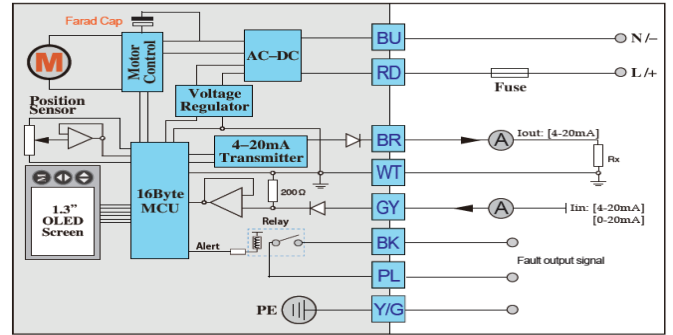 Farad Cap
M
Motor
Control
AC–DC
Voltage
Regulator
Position
Sensor
4–20mA
Transmitter
16Byte
MCU
200Ω
1.3”
OLED
Screen
Relay
Alert
PE
BU
RD
BR
WT
GY
BK
PL
Y/G
N/–
L/+
Fuse
A
Iout: [4-20mA]
Rx
A
Iin: [4-20mA]
[0-20mA]
Fault output signal